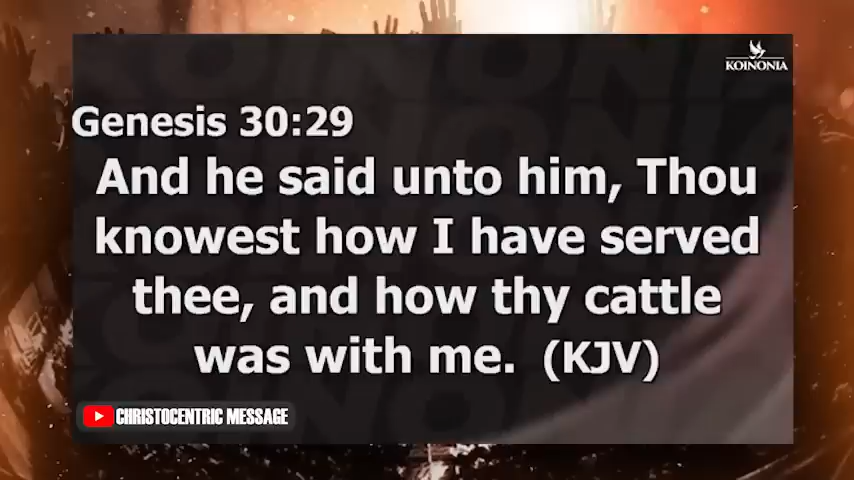 KOINONIA
Genesis 30:29
And he said unto him, Thou
knowest how I have served
thee, and how thy cattle
was with me. (KJV)
CHRISTOCENTRIC MESSAGE